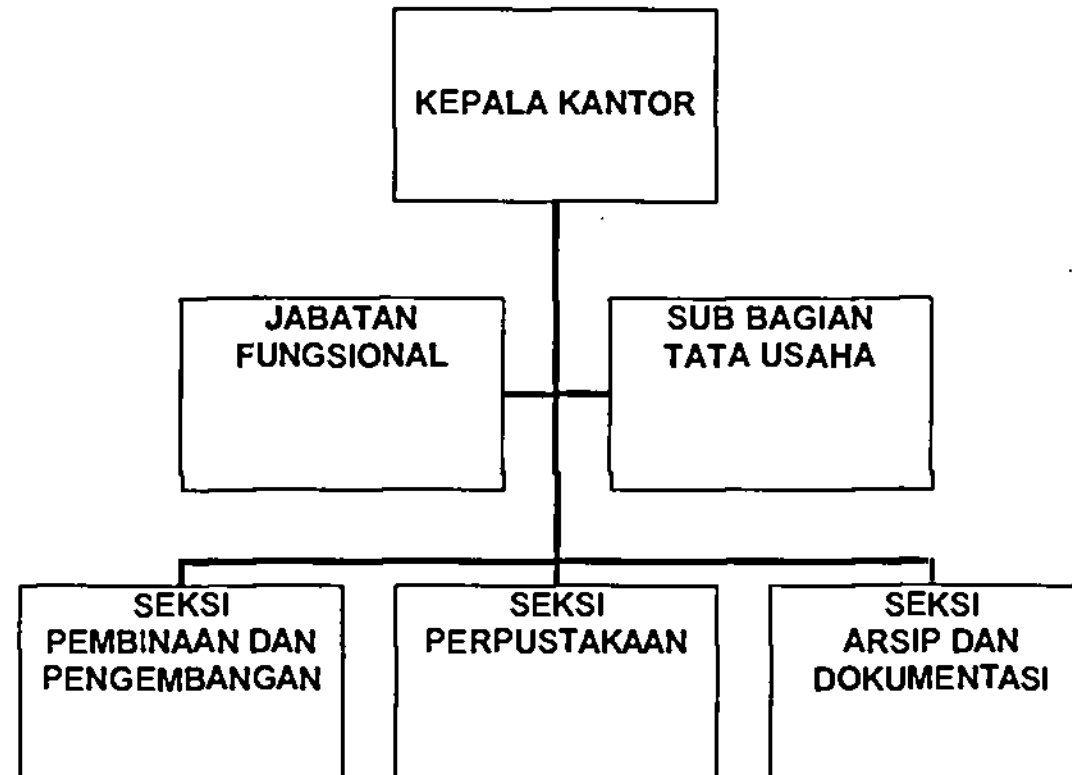 KEPALA KANTOR
JABATAN
FUNGSIONAL
SUB BAGIAN
TATA USAHA
SEKSI
PEMBINAAN DAN
PENGEMBANGAN
SEKSI
PERPUSTAKAAN
SEKSI
ARSIP DAN
DOKUMENTASI